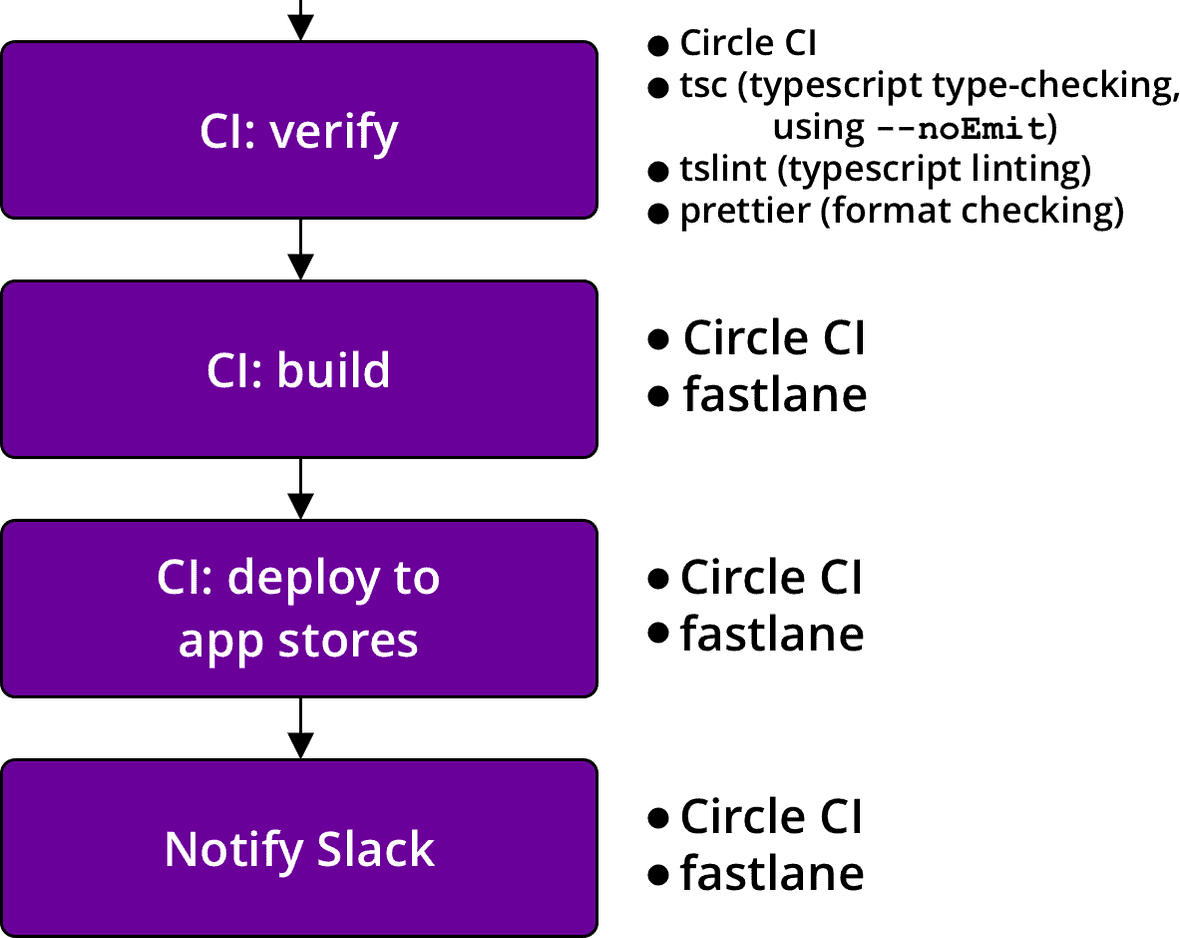 CI: verify
● Circle CI
● tsc (typescript type-checking,
using --noEmit)
● tslint (typescript linting)
● prettier (format checking)
CI: build
● Circle CI
● fastlane
CI: deploy to
app stores
● Circle CI
● fastlane
Notify Slack
● Circle CI
● fastlane